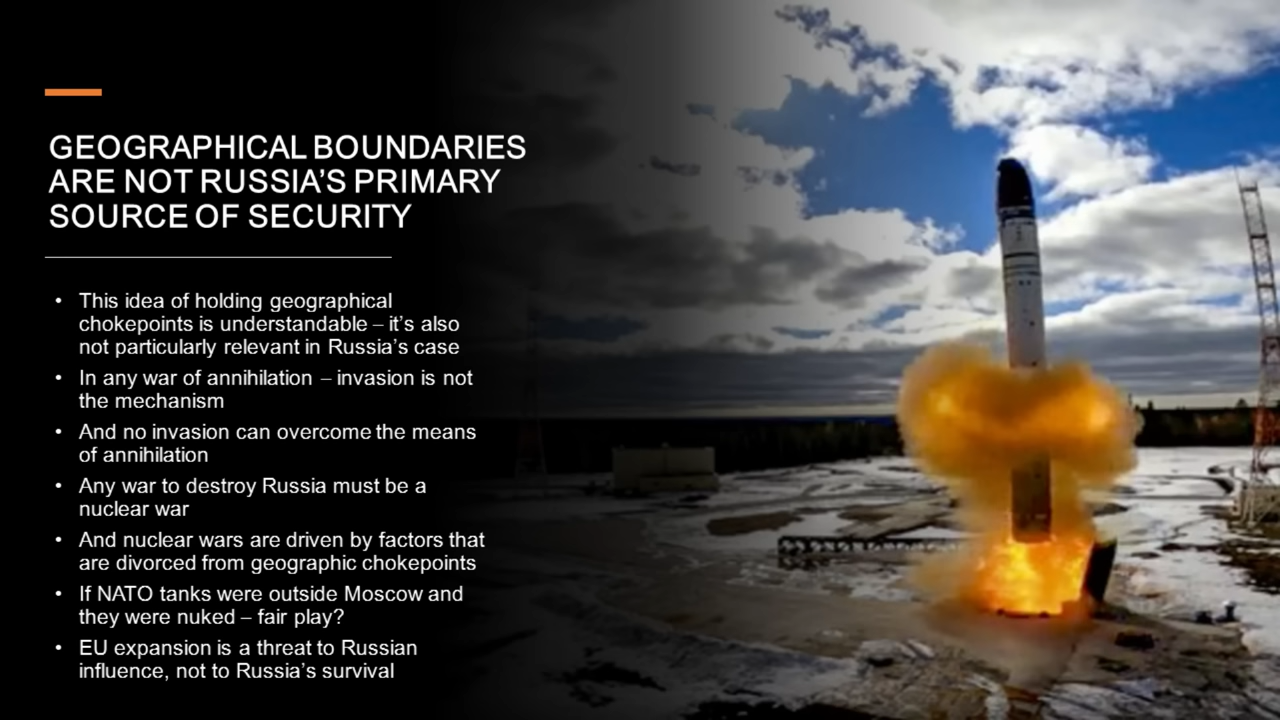 GEOGRAPHICAL BOUNDARIES
ARE NOT RUSSIA’S PRIMARY
SOURCE OF SECURITY
• This idea of holding geographical
chokepoints is understandable – it’s also
not particularly relevant in Russia’s case
• In any war of annihilation – invasion is not
the mechanism
• And no invasion can overcome the means
of annihilation
• Any war to destroy Russia must be a
nuclear war
• And nuclear wars are driven by factors that
are divorced from geographic chokepoints
• If NATO tanks were outside Moscow and
they were nuked – fair play?
• EU expansion is a threat to Russian
influence, not to Russia’s survival